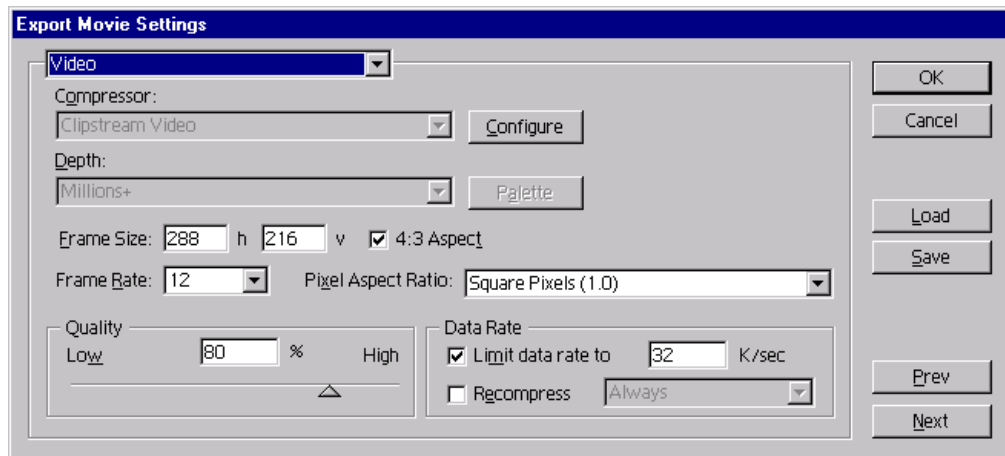 Export Movie Settings
Video
OK
Compressor:
Clipstream Video
Configure
Cancel
Depth:
Millions+
Palette
Load
Frame Size: 288 h 216 v 4:3 Aspect
Save
Frame Rate: 12 Pixel Aspect Ratio: Square Pixels (1.0)
Quality
Low 80 % High
Data Rate
Limit data rate to 32 K/sec
Recompress Always
Prev
Next